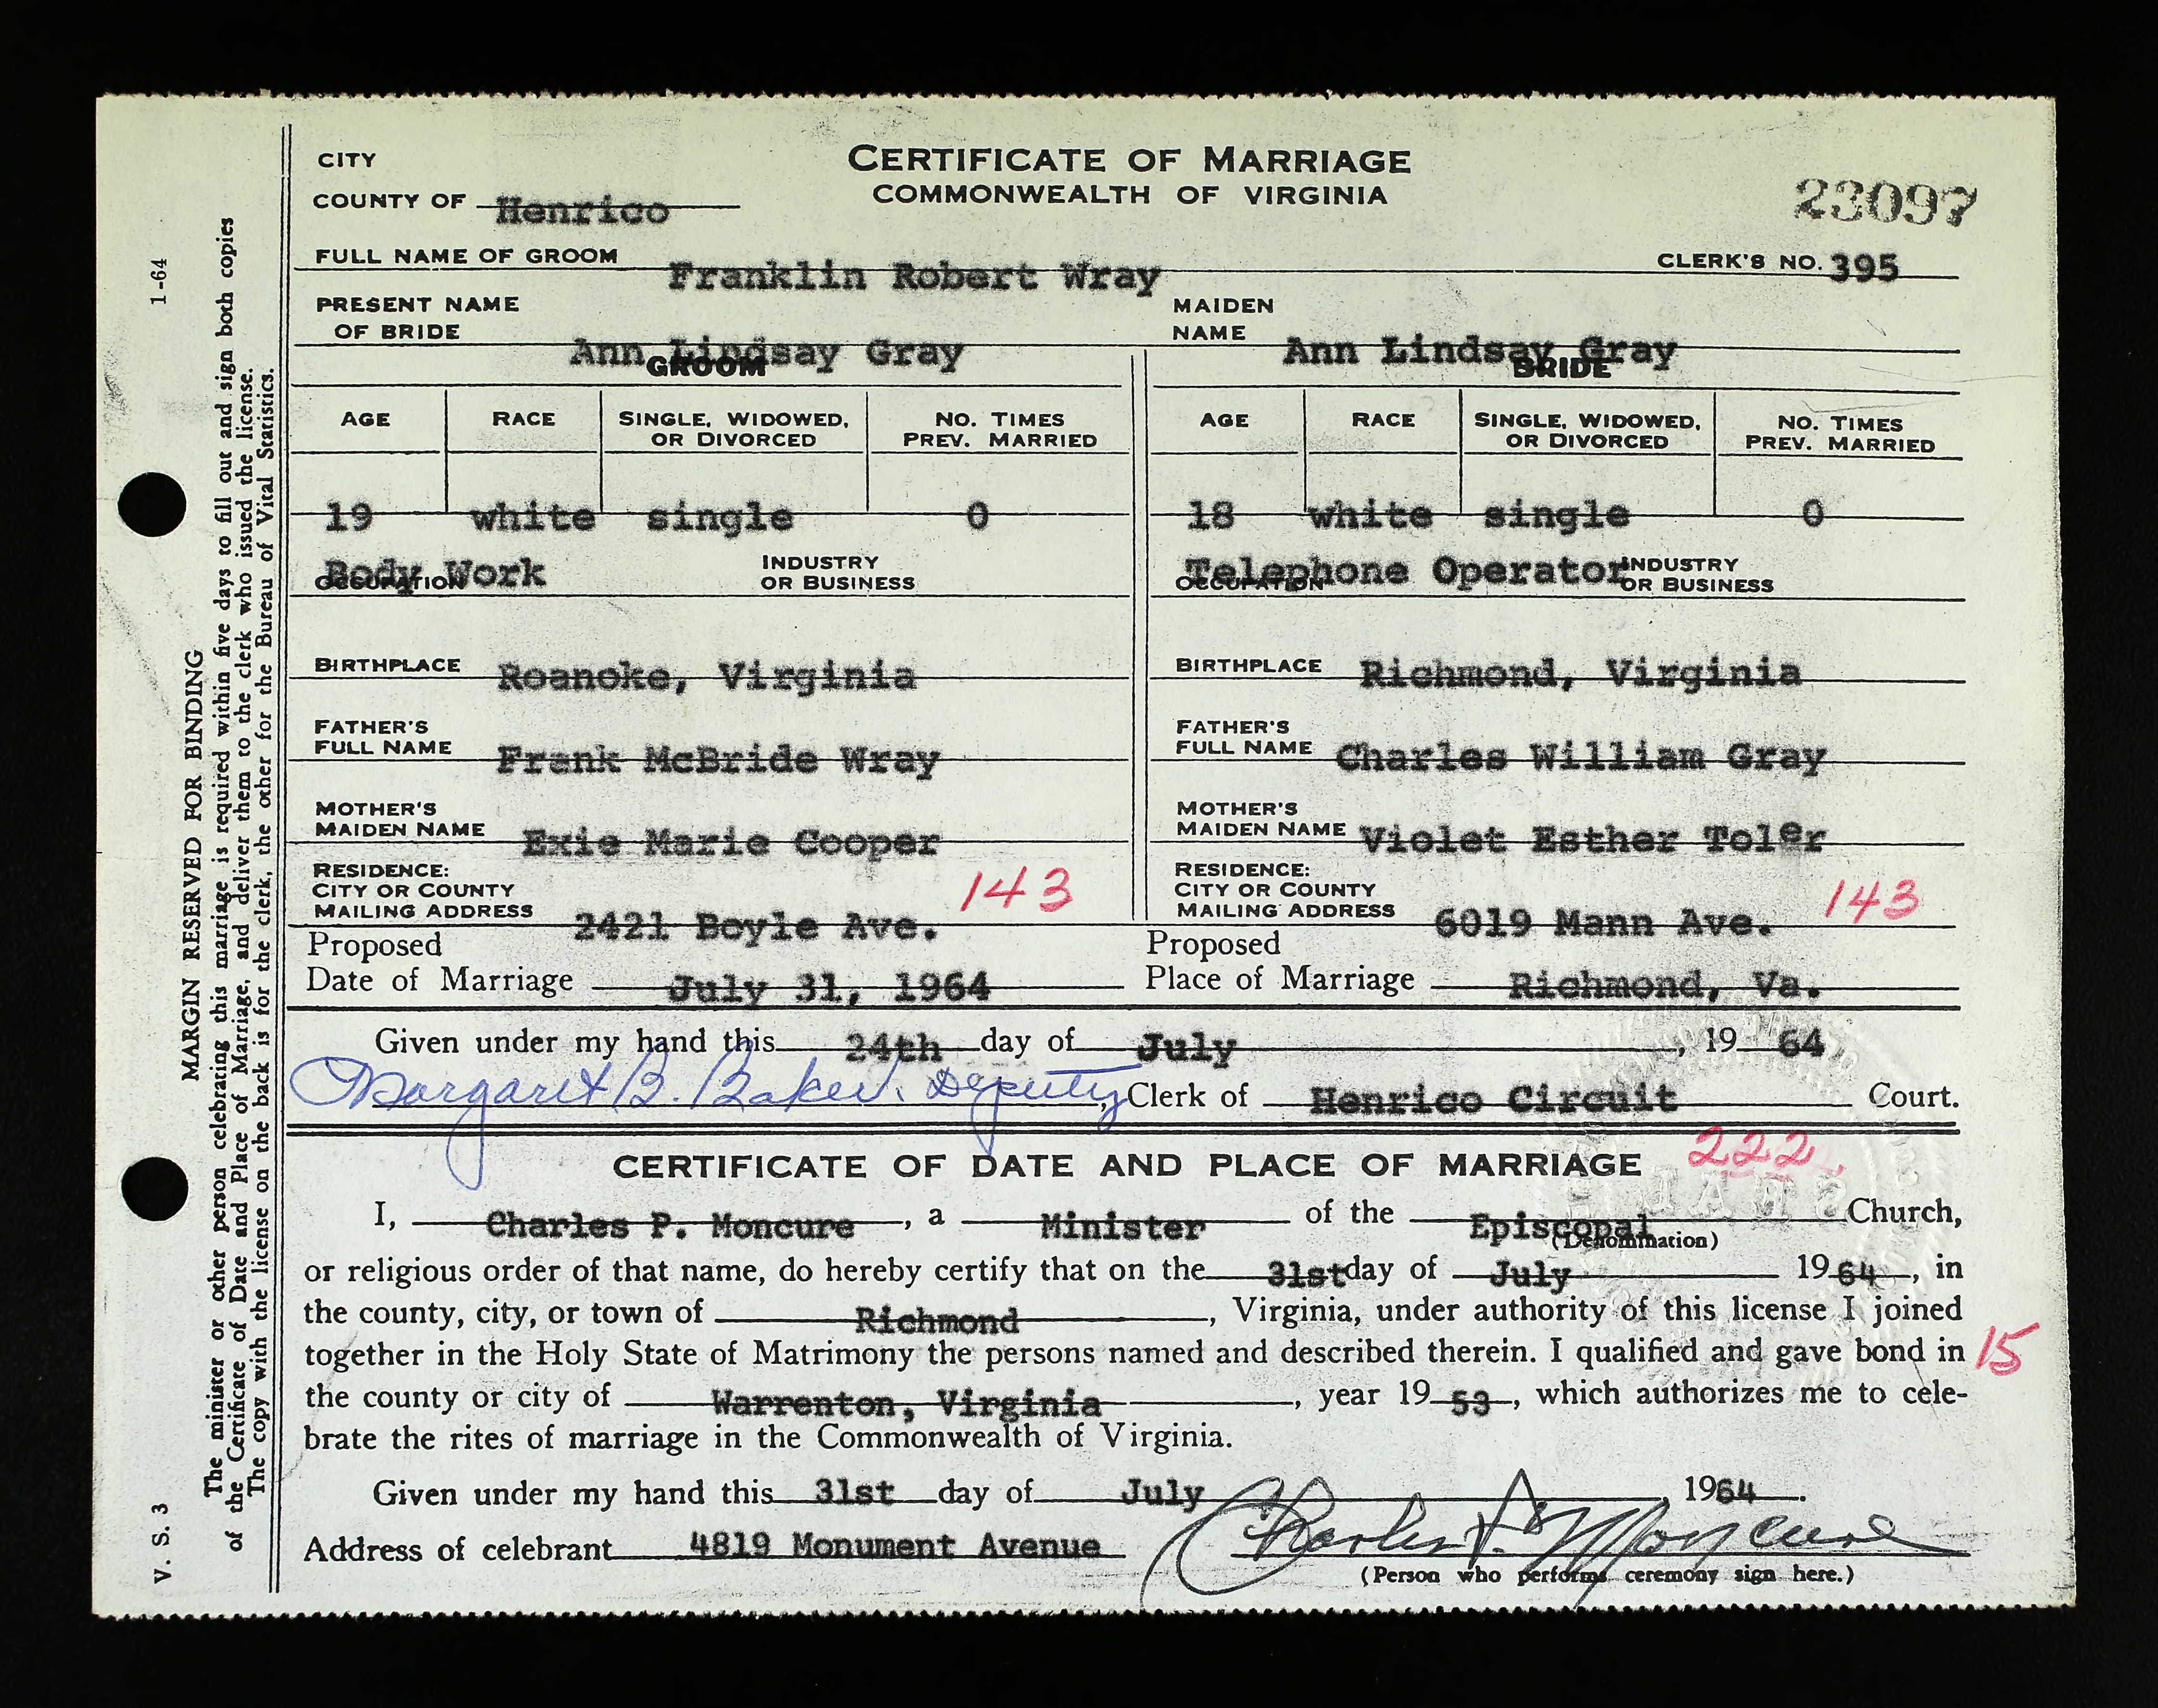 CITY
CERTIFICATE OF MARRIAGE
COMMONWEALTH OF VIRGINIA
COUNTY OF Henrico
23097
FULL NAME OF GROOM Franklin Robert Wray
CLERK'S NO. 395
PRESENT NAME OF BRIDE Ann Lindsay Gray
MAIDEN NAME Ann Lindsay Gray
GROOM
AGE RACE SINGLE, WIDOWED, OR DIVORCED NO. TIMES PREV. MARRIED
19 white single 0
Body Work
OCCUPATION INDUSTRY OR BUSINESS
BIRTHPLACE Roanoke, Virginia
FATHER'S FULL NAME Frank McBride Wray
MOTHER'S MAIDEN NAME Exie Marie Cooper
RESIDENCE:
CITY OR COUNTY 143
MAILING ADDRESS 2421 Boyle Ave.
BRIDE
AGE RACE SINGLE, WIDOWED, OR DIVORCED NO. TIMES PREV. MARRIED
18 white single 0
Telephone Operator
OCCUPATION INDUSTRY OR BUSINESS
BIRTHPLACE Richmond, Virginia
FATHER'S FULL NAME Charles William Gray
MOTHER'S MAIDEN NAME Violet Esther Toler
RESIDENCE:
CITY OR COUNTY 143
MAILING ADDRESS 6019 Mann Ave.
Proposed Date of Marriage July 31, 1964
Proposed Place of Marriage Richmond, Va.
Given under my hand this 24th day of July, 19 64
Margaret B. Baker. Deputy, Clerk of Henrico Circuit Court.
CERTIFICATE OF DATE AND PLACE OF MARRIAGE 222.
I, Charles P. Moncure, a Minister of the Episcopal Church,
(Denomination)
or religious order of that name, do hereby certify that on the 31st day of July 19 64, in
the county, city, or town of Richmond, Virginia, under authority of this license I joined
together in the Holy State of Matrimony the persons named and described therein. I qualified and gave bond in 15
the county or city of Warrenton, Virginia, year 19 53, which authorizes me to cele-
brate the rites of marriage in the Commonwealth of Virginia.
Given under my hand this 31st day of July 1964.
Address of celebrant 4819 Monument Avenue Charles P. Moncure
(Person who performs ceremony sign here.)
V. S. 3 1-64
MARGIN RESERVED FOR BINDING
The minister or other person celebrating this marriage is required within five days to fill out and sign both copies
of the Certificate of Date and Place of Marriage, and deliver them to the clerk who issued the license.
The copy with the license on the back is for the clerk, the other for the Bureau of Vital Statistics.